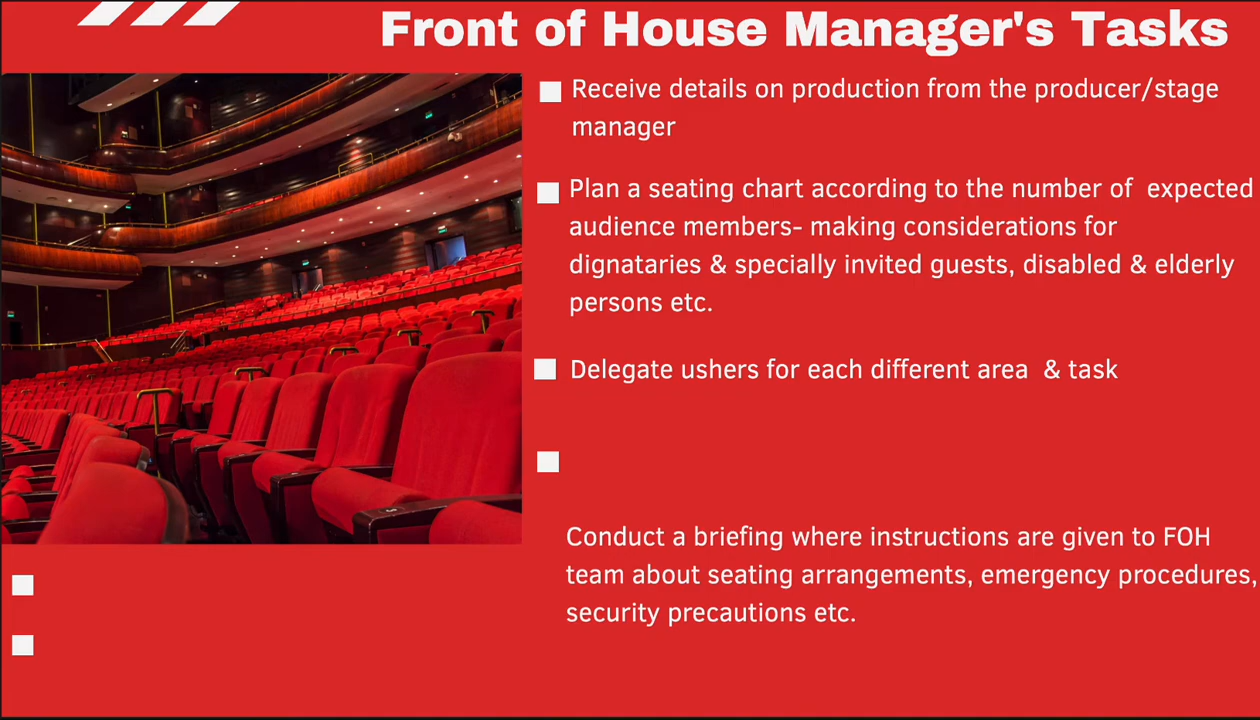 Front of House Manager's Tasks
Receive details on production from the producer/stage
manager
Plan a seating chart according to the number of  expected
audience members- making considerations for
dignataries & specially invited guests, disabled & elderly
persons etc.
Delegate ushers for each different area  & task
Conduct a briefing where instructions are given to FOH
team about seating arrangements, emergency procedures,
security precautions etc.